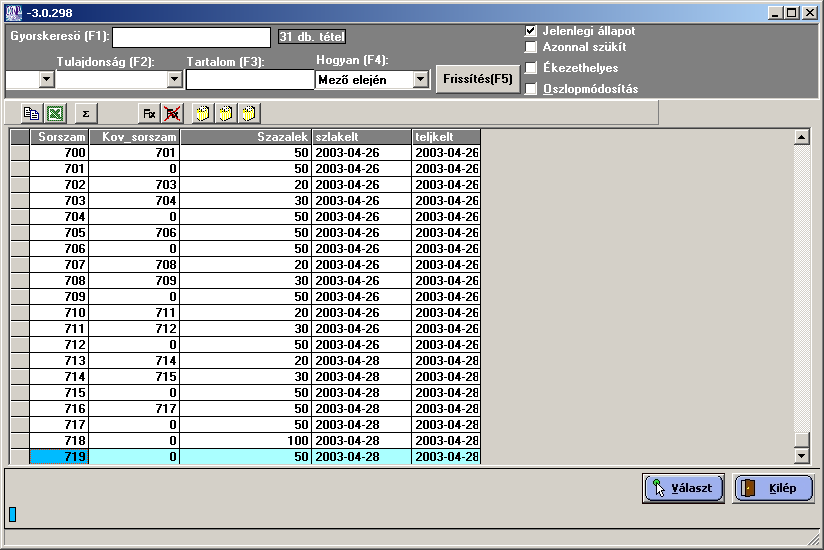 -3.0.298
Gyorskeresö (F1): 31 db. tétel
Jelenlegi állapot
Azonnal szükít
Ékezethelyes
Oszlopmódosítás
Tulajdonság (F2): Tartalom (F3): Hogyan (F4):
Mező elején Frissítés(F5)
Σ Fx Fx
Sorszam Kov_sorszam Szazalek szlakelt teljkelt
700 701 50 2003-04-26 2003-04-26
701 0 50 2003-04-26 2003-04-26
702 703 20 2003-04-26 2003-04-26
703 704 30 2003-04-26 2003-04-26
704 0 50 2003-04-26 2003-04-26
705 706 50 2003-04-26 2003-04-26
706 0 50 2003-04-26 2003-04-26
707 708 20 2003-04-26 2003-04-26
708 709 30 2003-04-26 2003-04-26
709 0 50 2003-04-26 2003-04-26
710 711 20 2003-04-26 2003-04-26
711 712 30 2003-04-26 2003-04-26
712 0 50 2003-04-26 2003-04-26
713 714 20 2003-04-28 2003-04-28
714 715 30 2003-04-28 2003-04-28
715 0 50 2003-04-28 2003-04-28
716 717 50 2003-04-28 2003-04-28
717 0 50 2003-04-28 2003-04-28
718 0 100 2003-04-28 2003-04-28
719 0 50 2003-04-28 2003-04-28
Választ Kilép